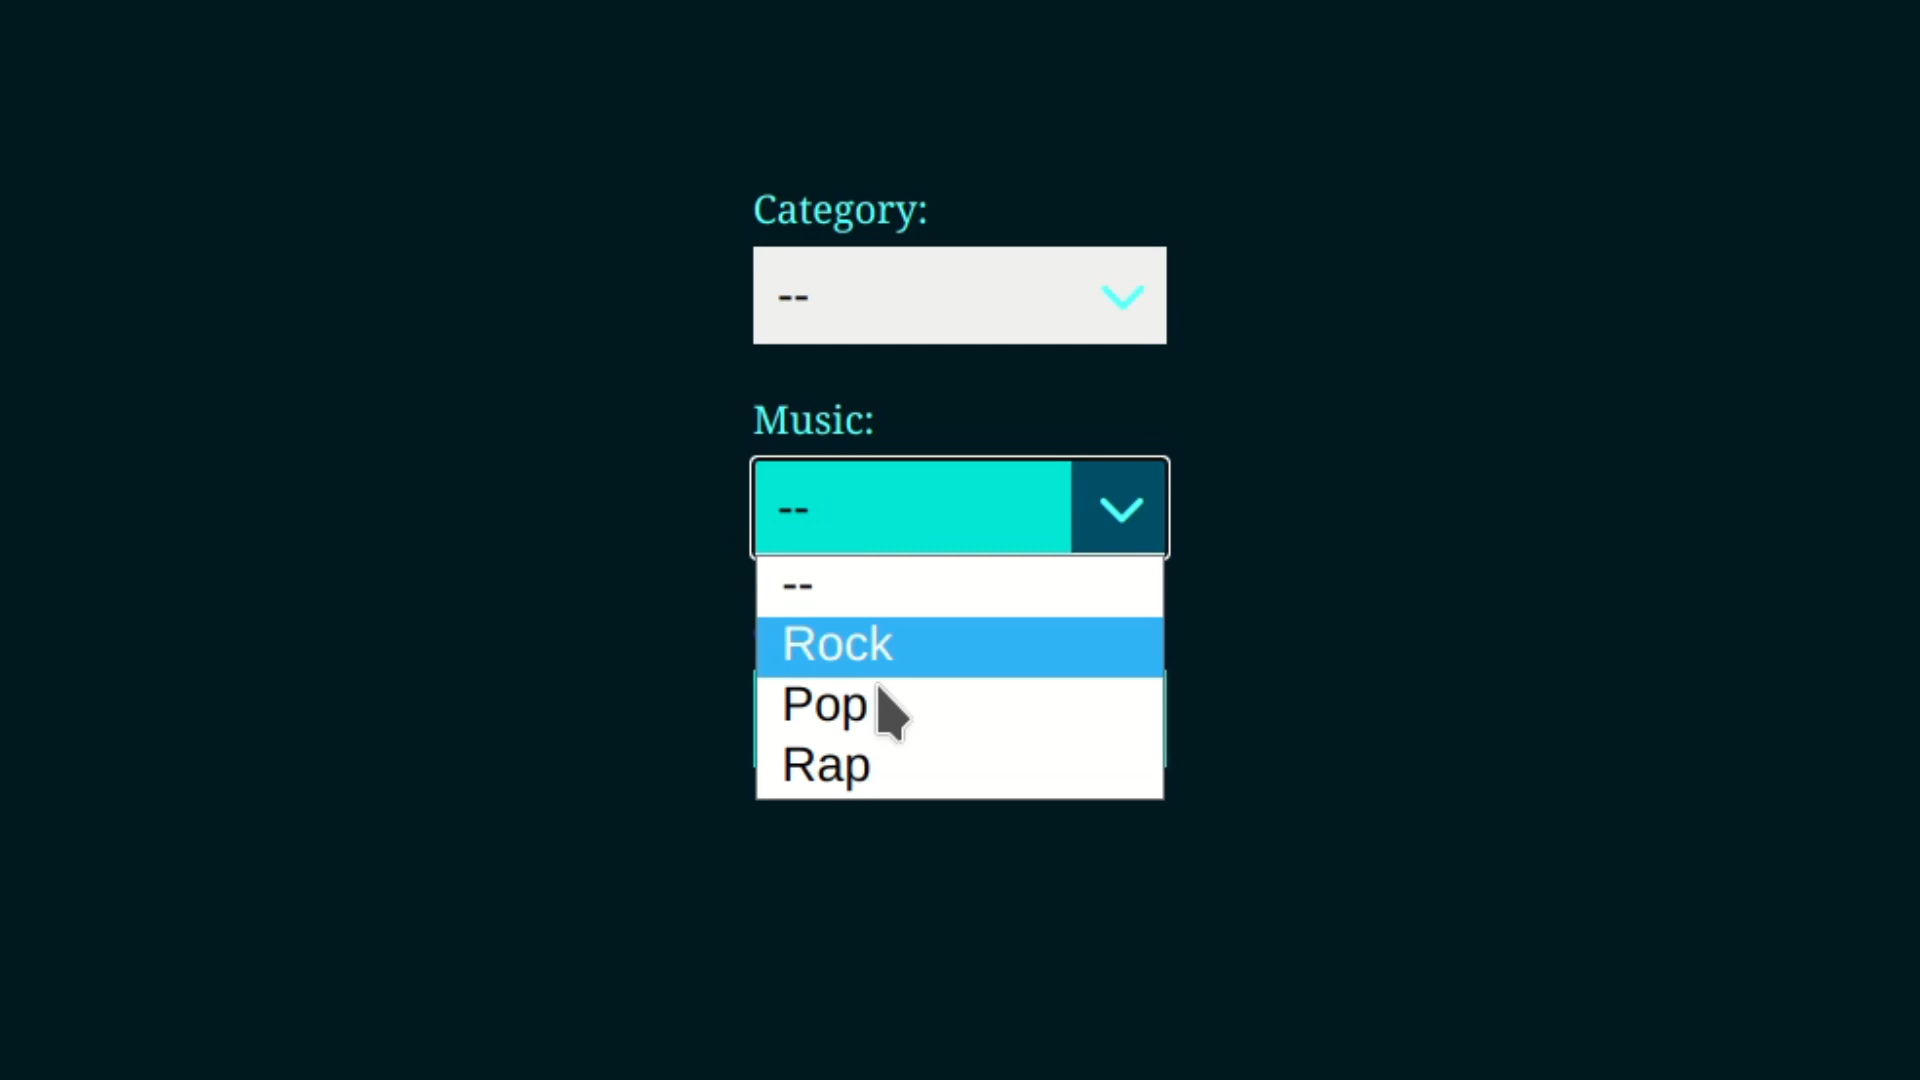 Category:
--
Music:
--
--
Rock
Pop
Rap